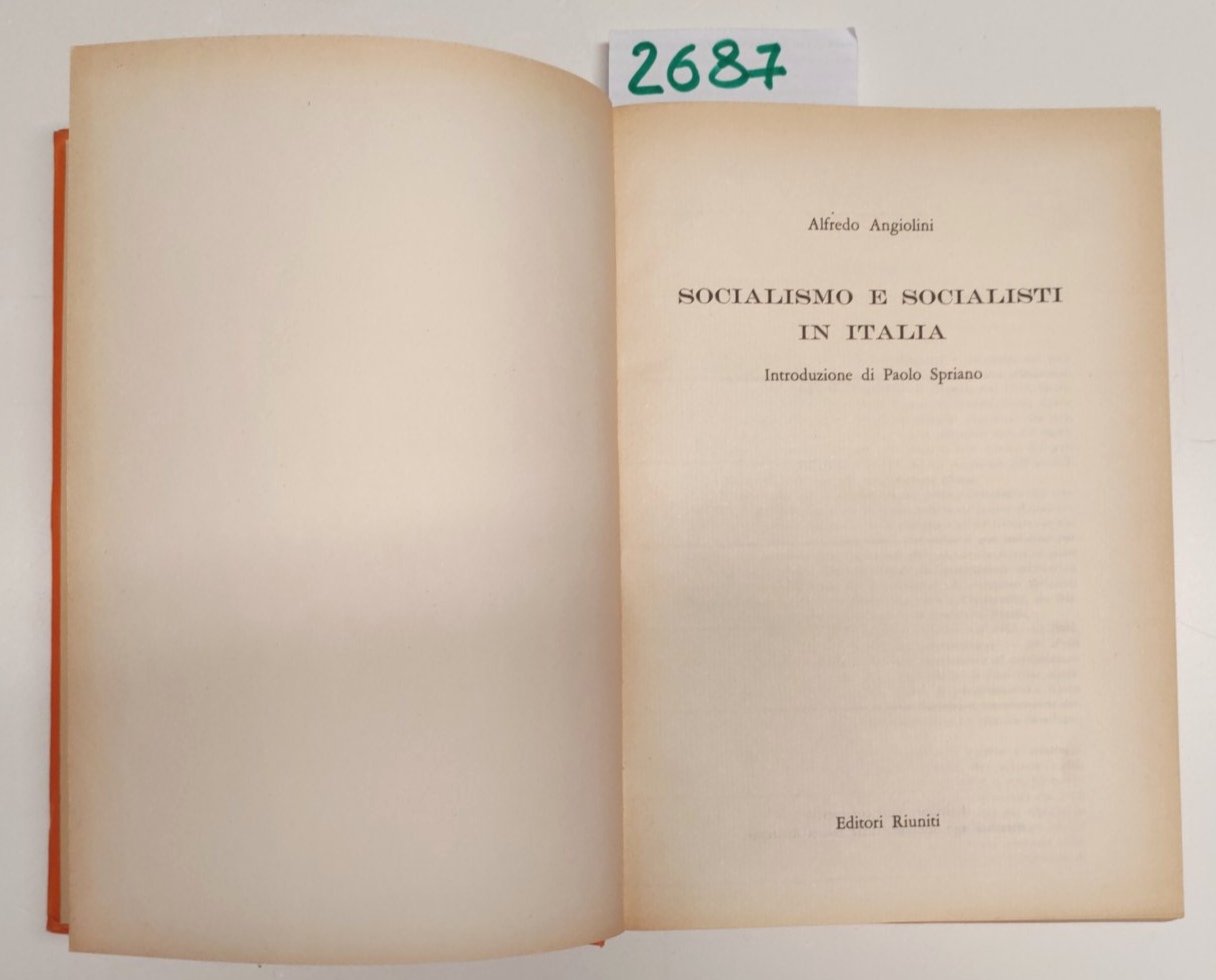 2687
Alfredo Angiolini
SOCIALISMO E SOCIALISTI
IN ITALIA
Introduzione di Paolo Spriano
Editori Riuniti